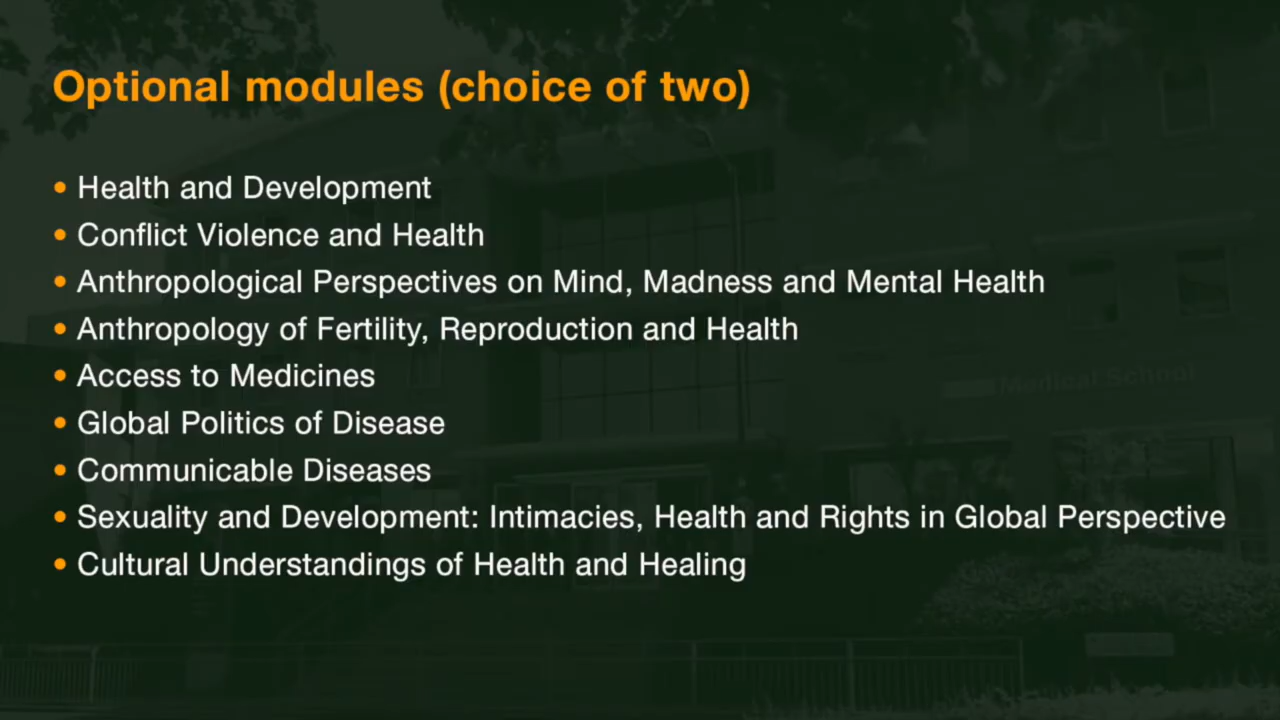 Optional modules (choice of two)
• Health and Development
• Conflict Violence and Health
• Anthropological Perspectives on Mind, Madness and Mental Health
• Anthropology of Fertility, Reproduction and Health
• Access to Medicines
• Global Politics of Disease
• Communicable Diseases
• Sexuality and Development: Intimacies, Health and Rights in Global Perspective
• Cultural Understandings of Health and Healing
Medical School